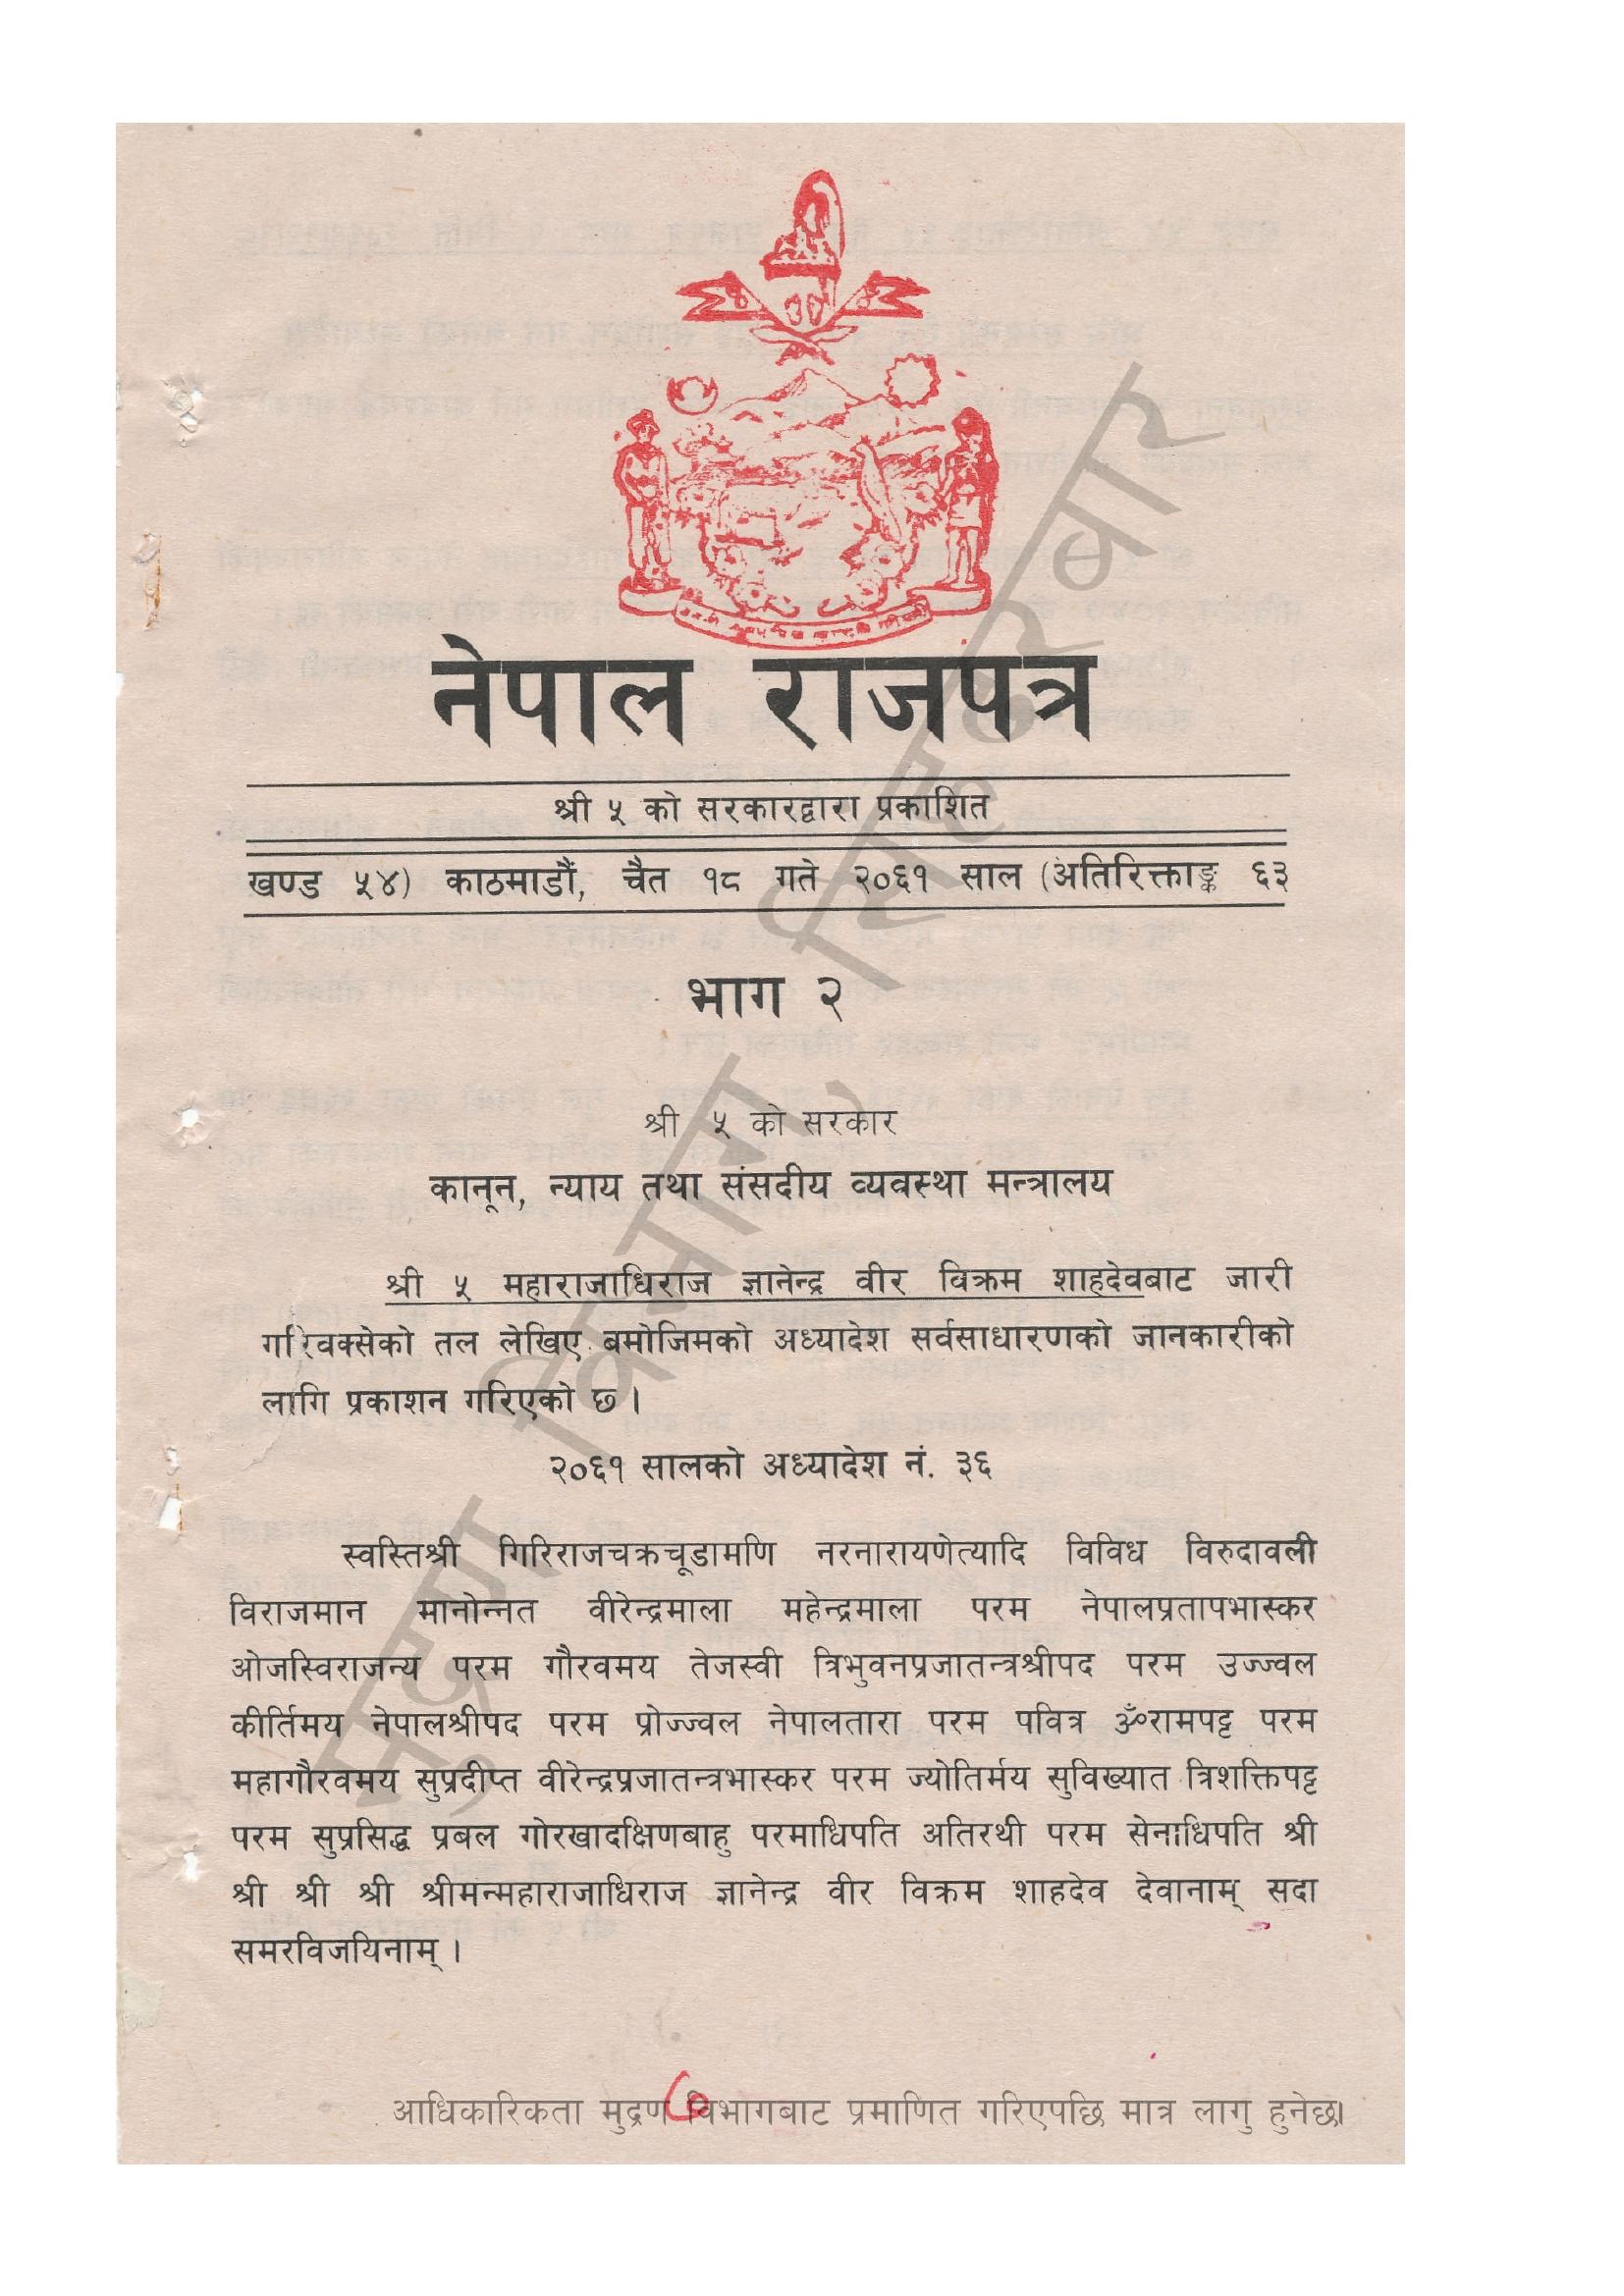 नेपाल राजपत्र
श्री ५ को सरकारद्वारा प्रकाशित
खण्ड ५४) काठमाडौं, चैत १८ गते २०६१ साल (अतिरिक्ताङ्क ६३
भाग २
श्री ५ को सरकार
कानून, न्याय तथा संसदीय व्यवस्था मन्त्रालय
श्री ५ महाराजाधिराज ज्ञानेन्द्र वीर विक्रम शाहदेवबाट जारी
गरिवक्सेको तल लेखिए बमोजिमको अध्यादेश सर्वसाधारणको जानकारीको
लागि प्रकाशन गरिएको छ ।
२०६१ सालको अध्यादेश नं. ३६
स्वस्तिश्री गिरिराजचक्रचूडामणि नरनारायणेत्यादि विविध विरुदावली
विराजमान मानोन्नत वीरेन्द्रमाला महेन्द्रमाला परम नेपालप्रतापभास्कर
ओजस्विराजन्य परम गौरवमय तेजस्वी त्रिभुवनप्रजातन्त्रश्रीपद परम उज्ज्वल
कीर्तिमय नेपालश्रीपद परम प्रोज्ज्वल नेपालतारा परम पवित्र ॐरामपट्ट परम
महागौरवमय सुप्रदीप्त वीरेन्द्रप्रजातन्त्रभास्कर परम ज्योतिर्मय सुविख्यात त्रिशक्तिपट्ट
परम सुप्रसिद्ध प्रबल गोरखादक्षिणबाहु परमाधिपति अतिरथी परम सेनाधिपति श्री
श्री श्री श्री श्रीमन्महाराजाधिराज ज्ञानेन्द्र वीर विक्रम शाहदेव देवानाम् सदा
समरविजयिनाम् ।
मुद्रण विभाग, सिंहदरबार
आधिकारिकता मुद्रण विभागबाट प्रमाणित गरिएपछि मात्र लागु हुनेछ।